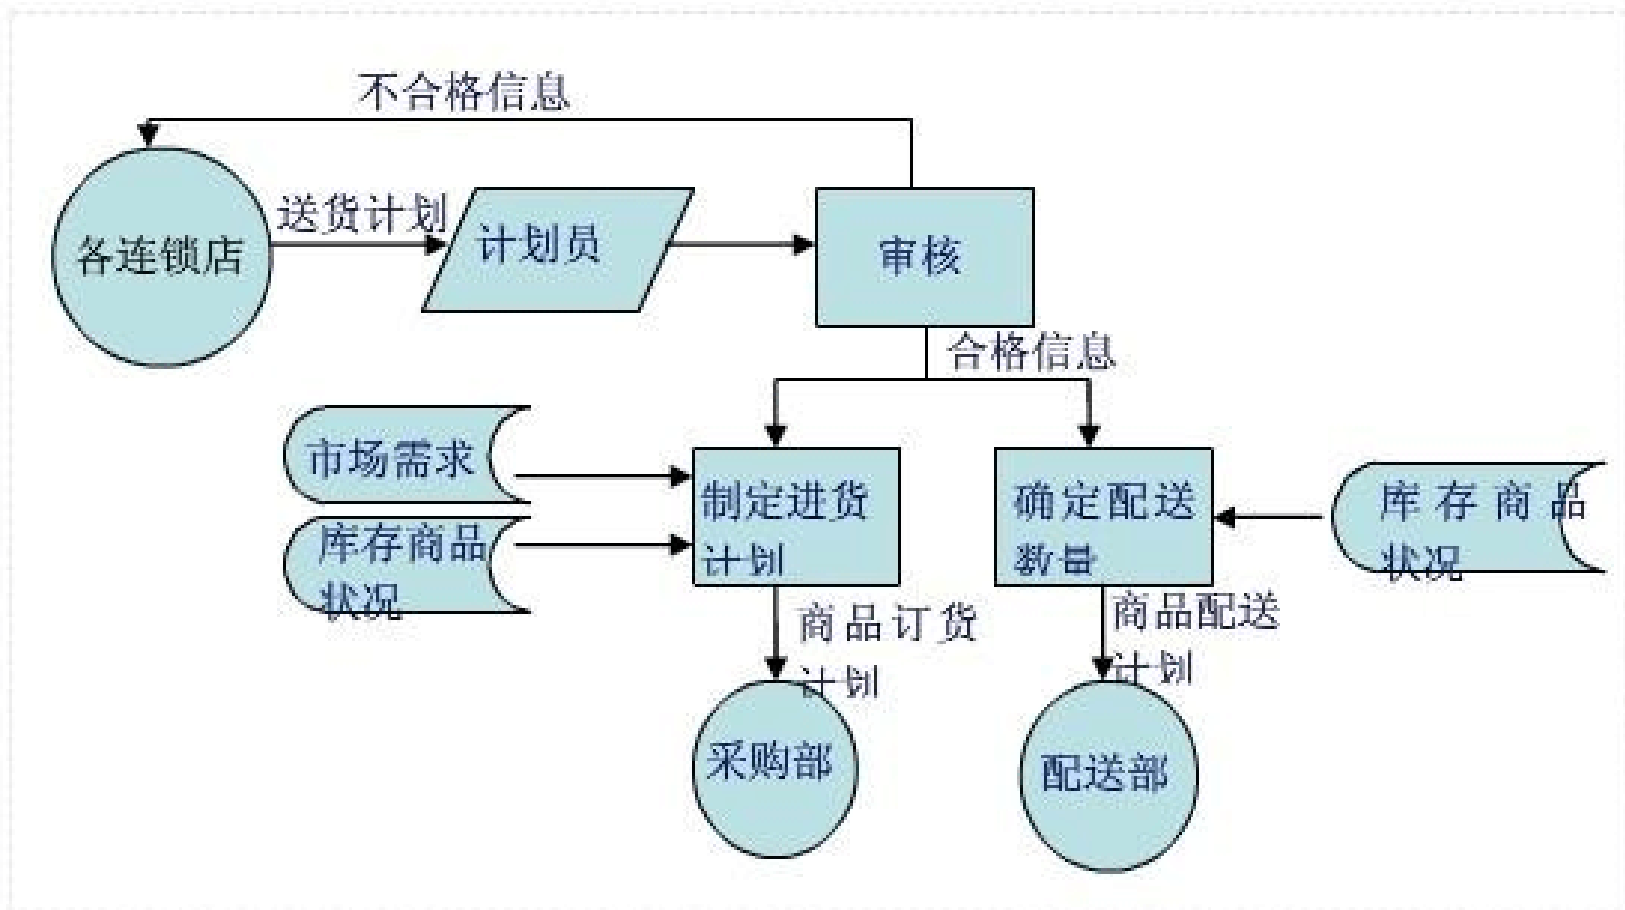 不合格信息
送货计划
各连锁店
计划员
审核
合格信息
市场需求
库存商品
状况
制定进货
计划
确定配送
数量
库存商品
状况
商品订货
计划
商品配送
计划
采购部
配送部